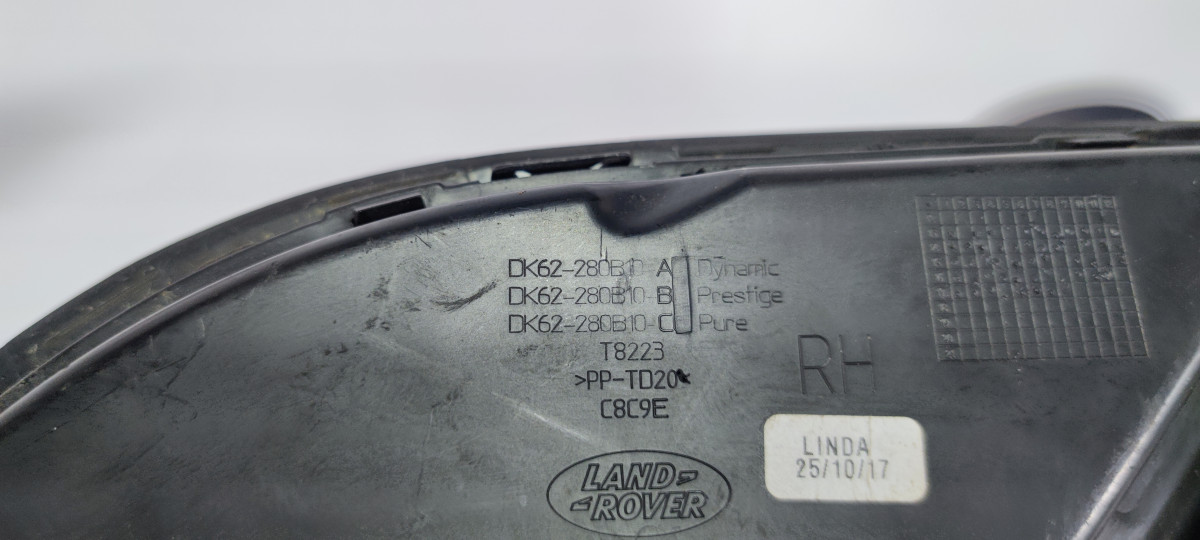 DK62-280B10-A Dynamic
DK62-280B10-B Prestige
DK62-280B10-C Pure
T8223
>PP-TD20<
C8C9E
RH
LINDA
25/10/17
LAND
ROVER